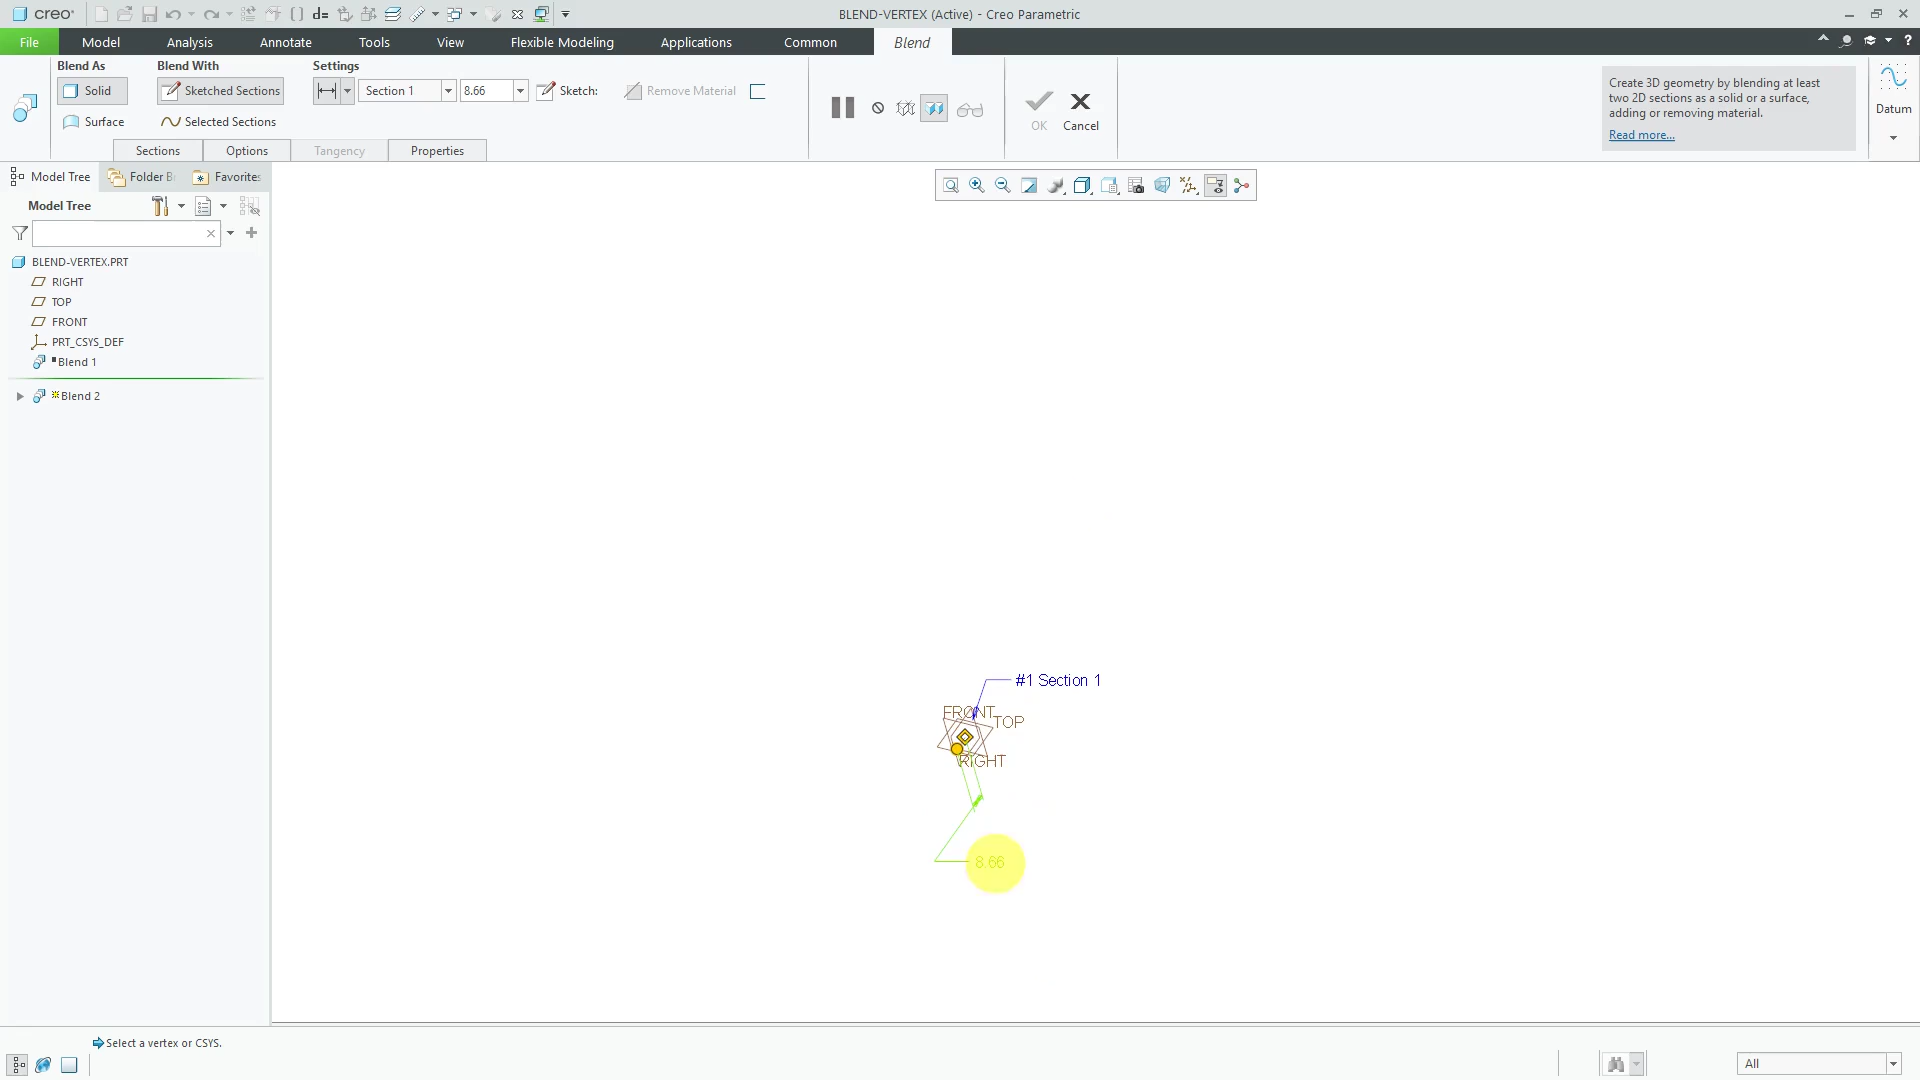 creo®
BLEND-VERTEX (Active) - Creo Parametric
File
Model
Analysis
Annotate
Tools
View
Flexible Modeling
Applications
Common
Blend
Blend As
Blend With
Settings
Solid
Sketched Sections
Section 1
8.66
Sketch:
Remove Material
Surface
Selected Sections
OK
Cancel
Create 3D geometry by blending at least
two 2D sections as a solid or a surface,
adding or removing material.
Read more...
Datum
Sections
Options
Tangency
Properties
Model Tree
Folder B
Favorites
Model Tree
BLEND-VERTEX.PRT
RIGHT
TOP
FRONT
PRT_CSYS_DEF
Blend 1
Blend 2
#1 Section 1
FRONT
TOP
RIGHT
8.66
Select a vertex or CSYS.
All